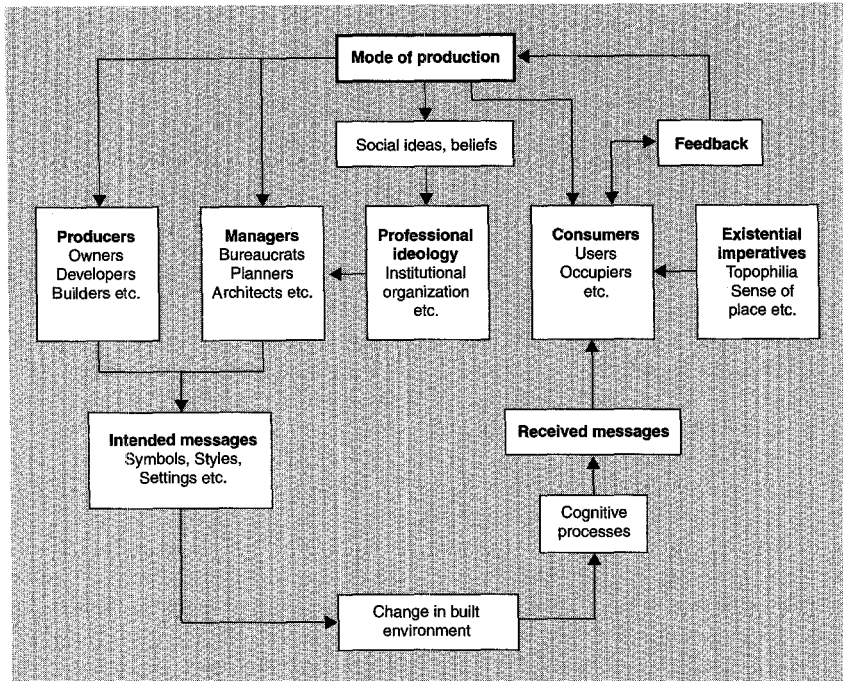 Mode of production
Social ideas, beliefs
Feedback
Producers
Owners
Developers
Builders etc.
Managers
Bureaucrats
Planners
Architects etc.
Professional
ideology
Institutional
organization
etc.
Consumers
Users
Occupiers
etc.
Existential
imperatives
Topophilia
Sense of
place etc.
Intended messages
Symbols, Styles,
Settings etc.
Received messages
Cognitive
processes
Change in built
environment